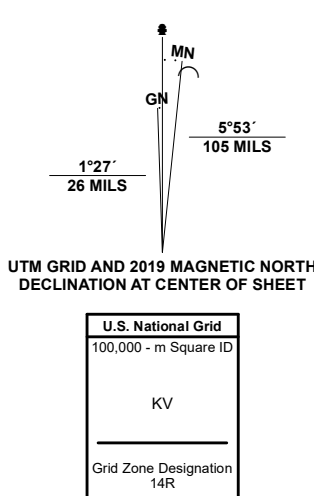 MN
GN
5°53´
105 MILS
1°27´
26 MILS
UTM GRID AND 2019 MAGNETIC NORTH
DECLINATION AT CENTER OF SHEET
U.S. National Grid
100,000 - m Square ID
KV
Grid Zone Designation
14R